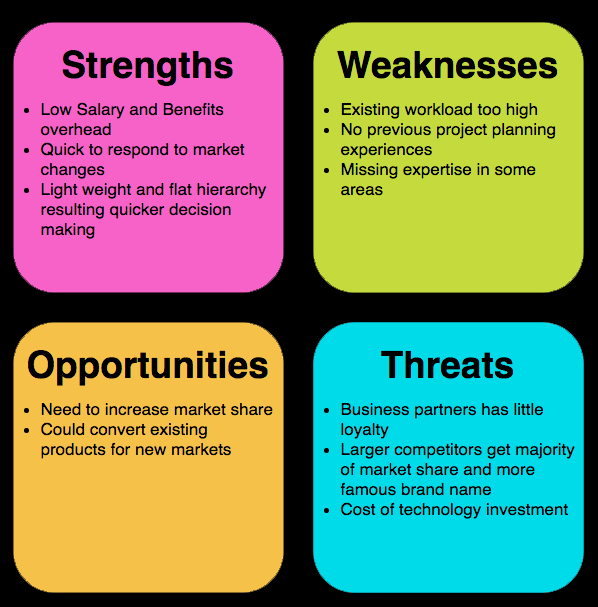 Strengths
• Low Salary and Benefits
overhead
• Quick to respond to market
changes
• Light weight and flat hierarchy
resulting quicker decision
making
Weaknesses
• Existing workload too high
• No previous project planning
experiences
• Missing expertise in some
areas
Opportunities
• Need to increase market share
• Could convert existing
products for new markets
Threats
• Business partners has little
loyalty
• Larger competitors get majority
of market share and more
famous brand name
• Cost of technology investment